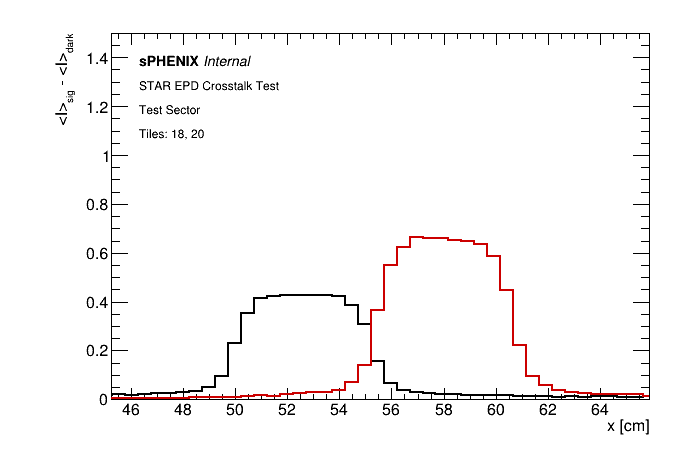 <I>sig - <I>dark
1.4
1.2
1
0.8
0.6
0.4
0.2
0
sPHENIX Internal
STAR EPD Crosstalk Test
Test Sector
Tiles: 18, 20
46 48 50 52 54 56 58 60 62 64
x [cm]